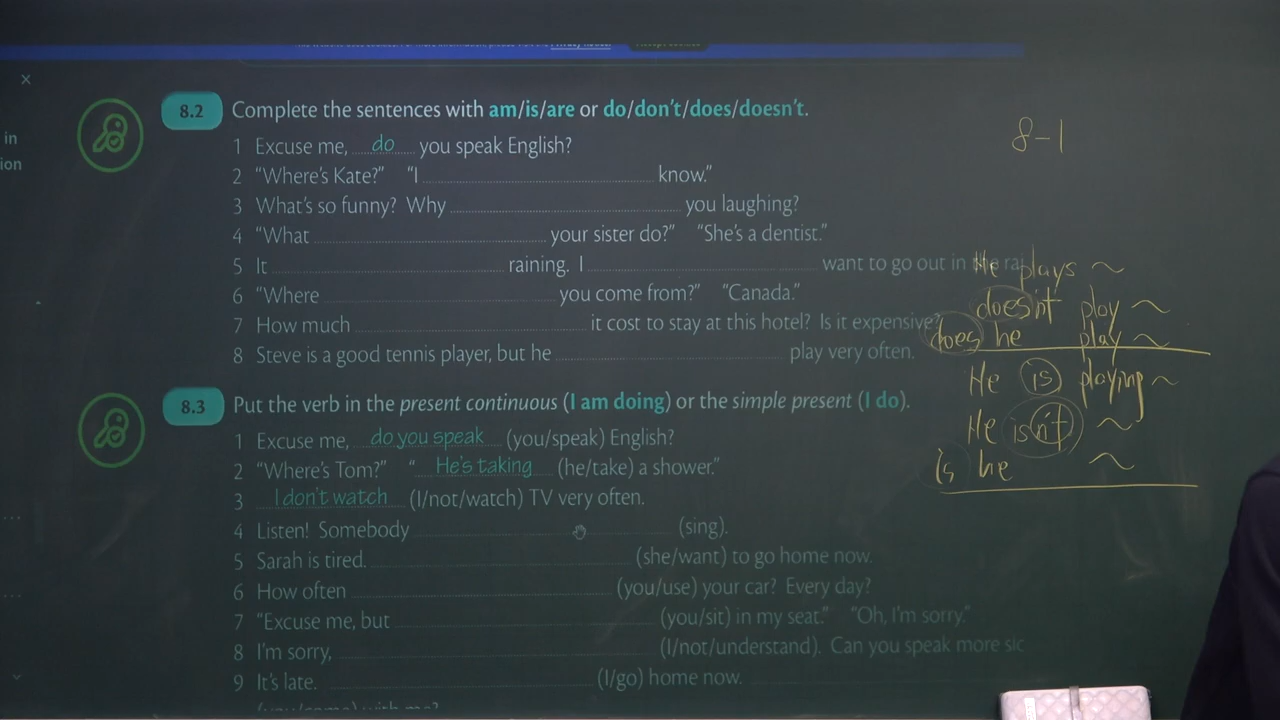 ×
in
ion
8.2 Complete the sentences with am/is/are or do/don't/does/doesn't.
1 Excuse me, do you speak English?
2 “Where's Kate?” “I ........ know.”
3 What's so funny? Why ........ you laughing?
4 “What ........ your sister do?” “She's a dentist.”
5 It ........ raining. I ........ want to go out in the rai
6 “Where ........ you come from?” “Canada.”
7 How much ........ it cost to stay at this hotel? Is it expensive?
8 Steve is a good tennis player, but he ........ play very often.
8.3 Put the verb in the present continuous (I am doing) or the simple present (I do).
1 Excuse me, do you speak (you/speak) English?
2 “Where's Tom?” “ He's taking (he/take) a shower.”
3 I don't watch (I/not/watch) TV very often.
4 Listen! Somebody ........ (sing).
5 Sarah is tired. ........ (she/want) to go home now.
6 How often ........ (you/use) your car? Every day?
7 “Excuse me, but ........ (you/sit) in my seat.” “Oh, I'm sorry.”
8 I'm sorry, ........ (I/not/understand). Can you speak more
9 It's late. ........ (I/go) home now. ........
(you/come) with me?
8-1
He plays ~
doesn't play ~
does he play ~
He is playing ~
He isn't ~
is he ~